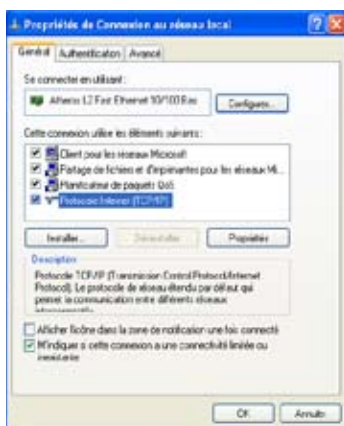 Propriétés de Connexion au réseau local
Général Authentification Avancé
Se connecter en utilisant :
Atheros L2 Fast Ethernet 10/100 Bas
Configurer...
Cette connexion utilise les éléments suivants :
Client pour les réseaux Microsoft
Partage de fichiers et d'imprimantes pour les réseaux Mi...
Planificateur de paquets QoS
Protocole Internet (TCP/IP)
Installer... Désinstaller Propriétés
Description
Protocole TCP/IP (Transmission Control Protocol/Internet
Protocol). Le protocole de réseau étendu par défaut qui
permet la communication entre différents réseaux
Afficher l'icône dans la zone de notification une fois connecté
M'indiquer si cette connexion a une connectivité limitée ou
inexistante
OK Annuler